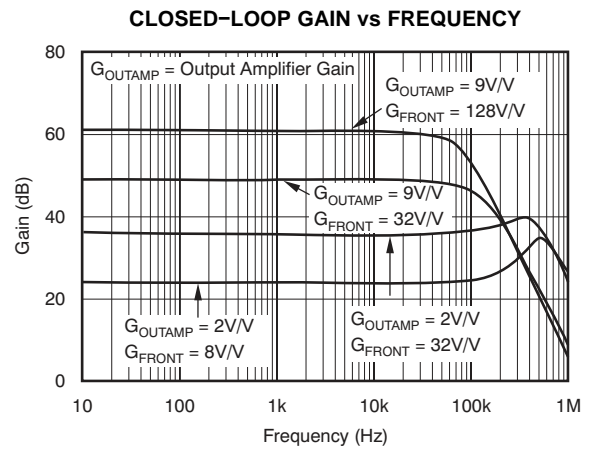 CLOSED−LOOP GAIN vs FREQUENCY
80
60
40
20
0
Gain (dB)
GOUTAMP = Output Amplifier Gain
GOUTAMP = 9V/V
GFRONT = 128V/V
GOUTAMP = 9V/V
GFRONT = 32V/V
GOUTAMP = 2V/V
GFRONT = 8V/V
GOUTAMP = 2V/V
GFRONT = 32V/V
10 100 1k 10k 100k 1M
Frequency (Hz)